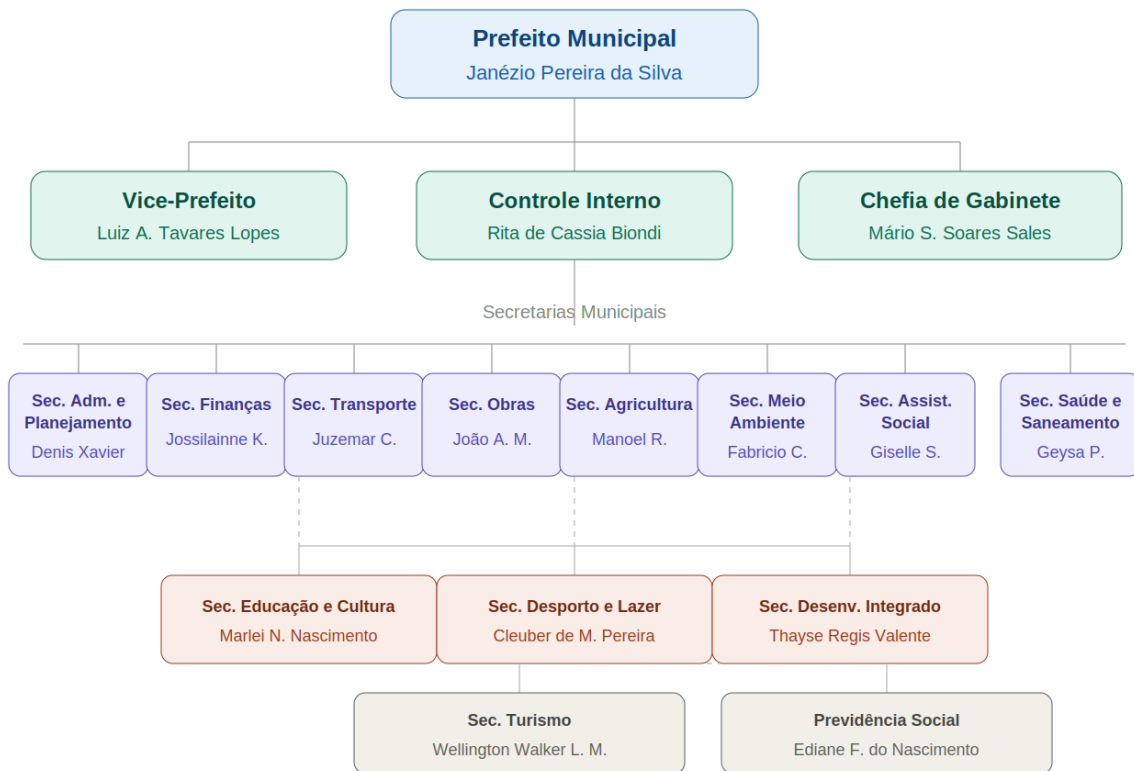 Prefeito Municipal
Janézio Pereira da Silva
Vice-Prefeito
Luiz A. Tavares Lopes
Controle Interno
Rita de Cassia Biondi
Chefia de Gabinete
Mário S. Soares Sales
Secretarias Municipais
Sec. Adm. e
Planejamento
Denis Xavier
Sec. Finanças
Jossilainne K.
Sec. Transporte
Juzemar C.
Sec. Obras
João A. M.
Sec. Agricultura
Manoel R.
Sec. Meio
Ambiente
Fabricio C.
Sec. Assist.
Social
Giselle S.
Sec. Saúde e
Saneamento
Geysa P.
Sec. Educação e Cultura
Marlei N. Nascimento
Sec. Desporto e Lazer
Cleuber de M. Pereira
Sec. Desenv. Integrado
Thayse Regis Valente
Sec. Turismo
Wellington Walker L. M.
Previdência Social
Ediane F. do Nascimento